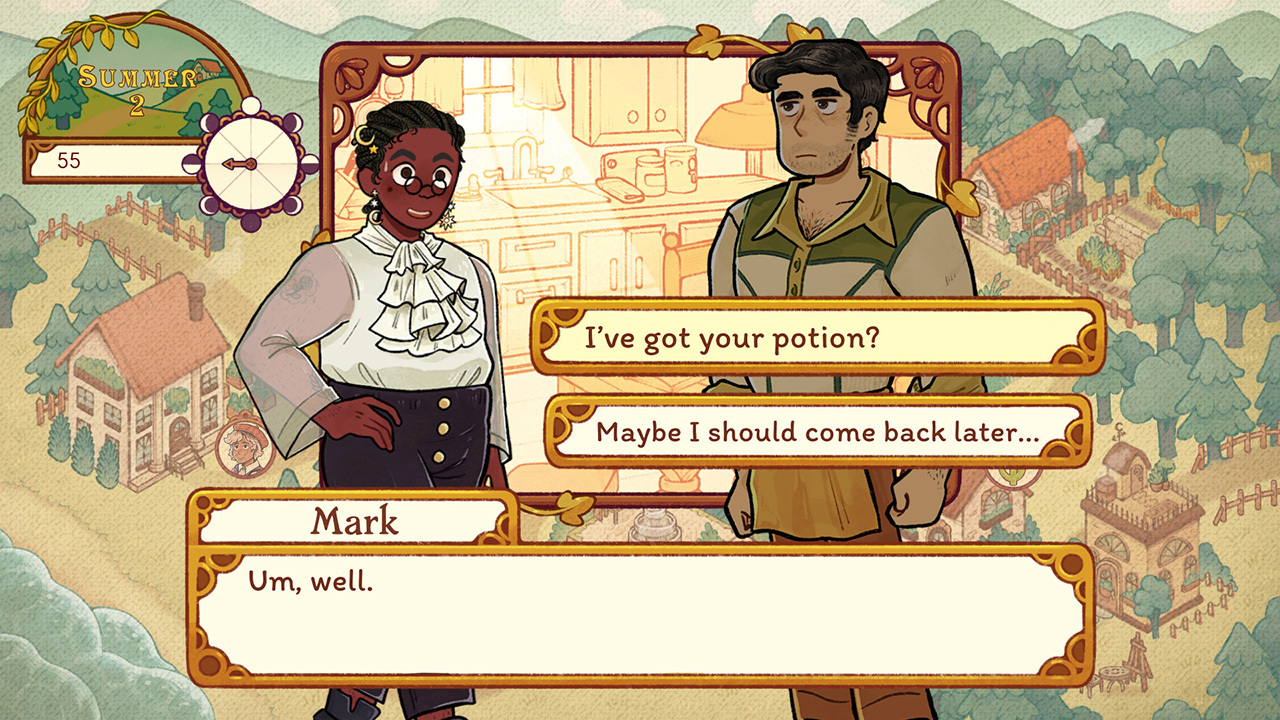 SUMMER
2
55
I've got your potion?
Maybe I should come back later...
Mark
Um, well.